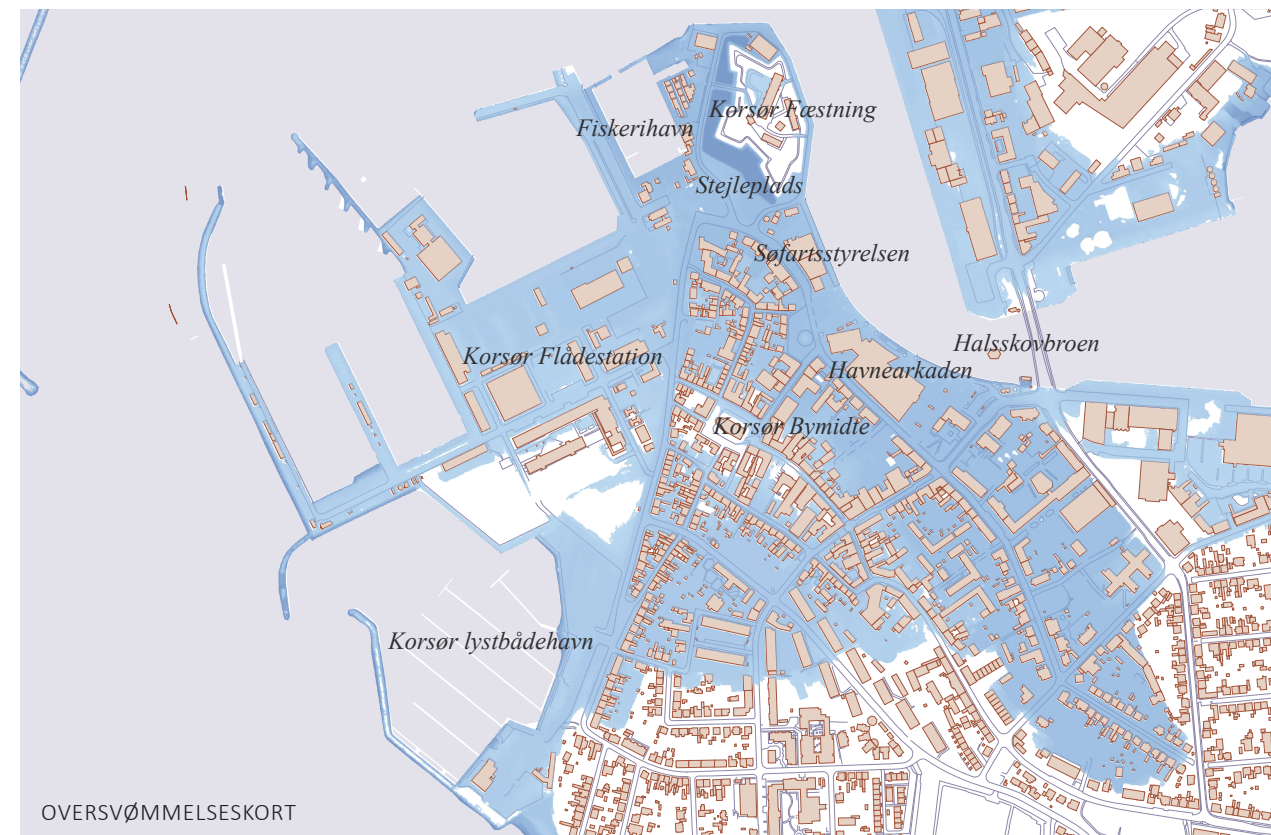 Korsør Fæstning
Fiskerihavn
Stejleplads
Søfartsstyrelsen
Halsskovbroen
Korsør Flådestation
Havnearkaden
Korsør Bymidte
Korsør lystbådehavn
OVERSVØMMELSESKORT